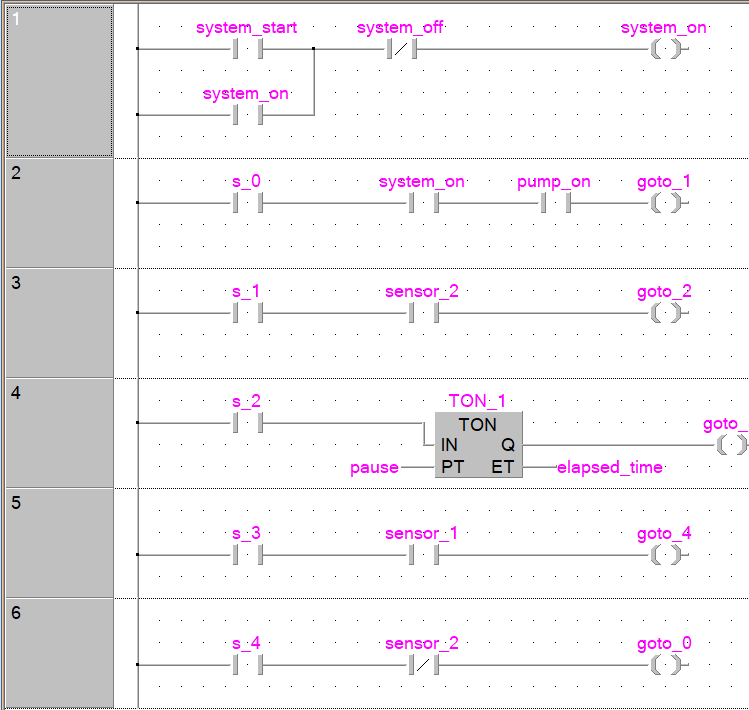 1
system_start system_off system_on
system_on
2
s_0 system_on pump_on goto_1
3
s_1 sensor_2 goto_2
4
s_2 TON_1
TON goto_
IN Q
pause PT ET elapsed_time
5
s_3 sensor_1 goto_4
6
s_4 sensor_2 goto_0